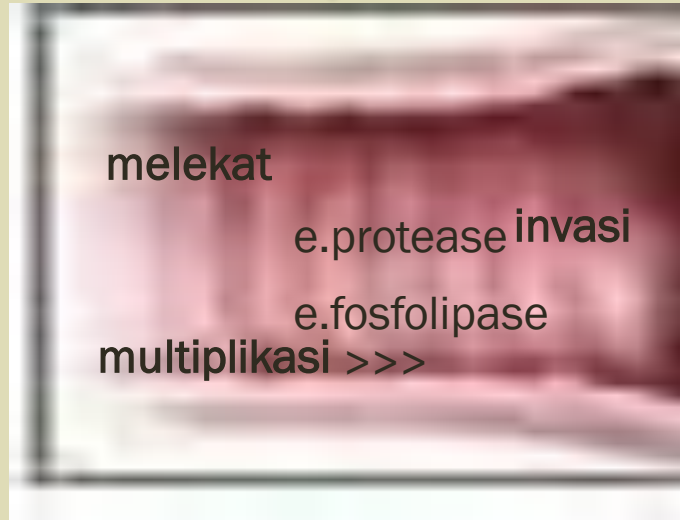 melekat
e.protease invasi
e.fosfolipase
multiplikasi >>>